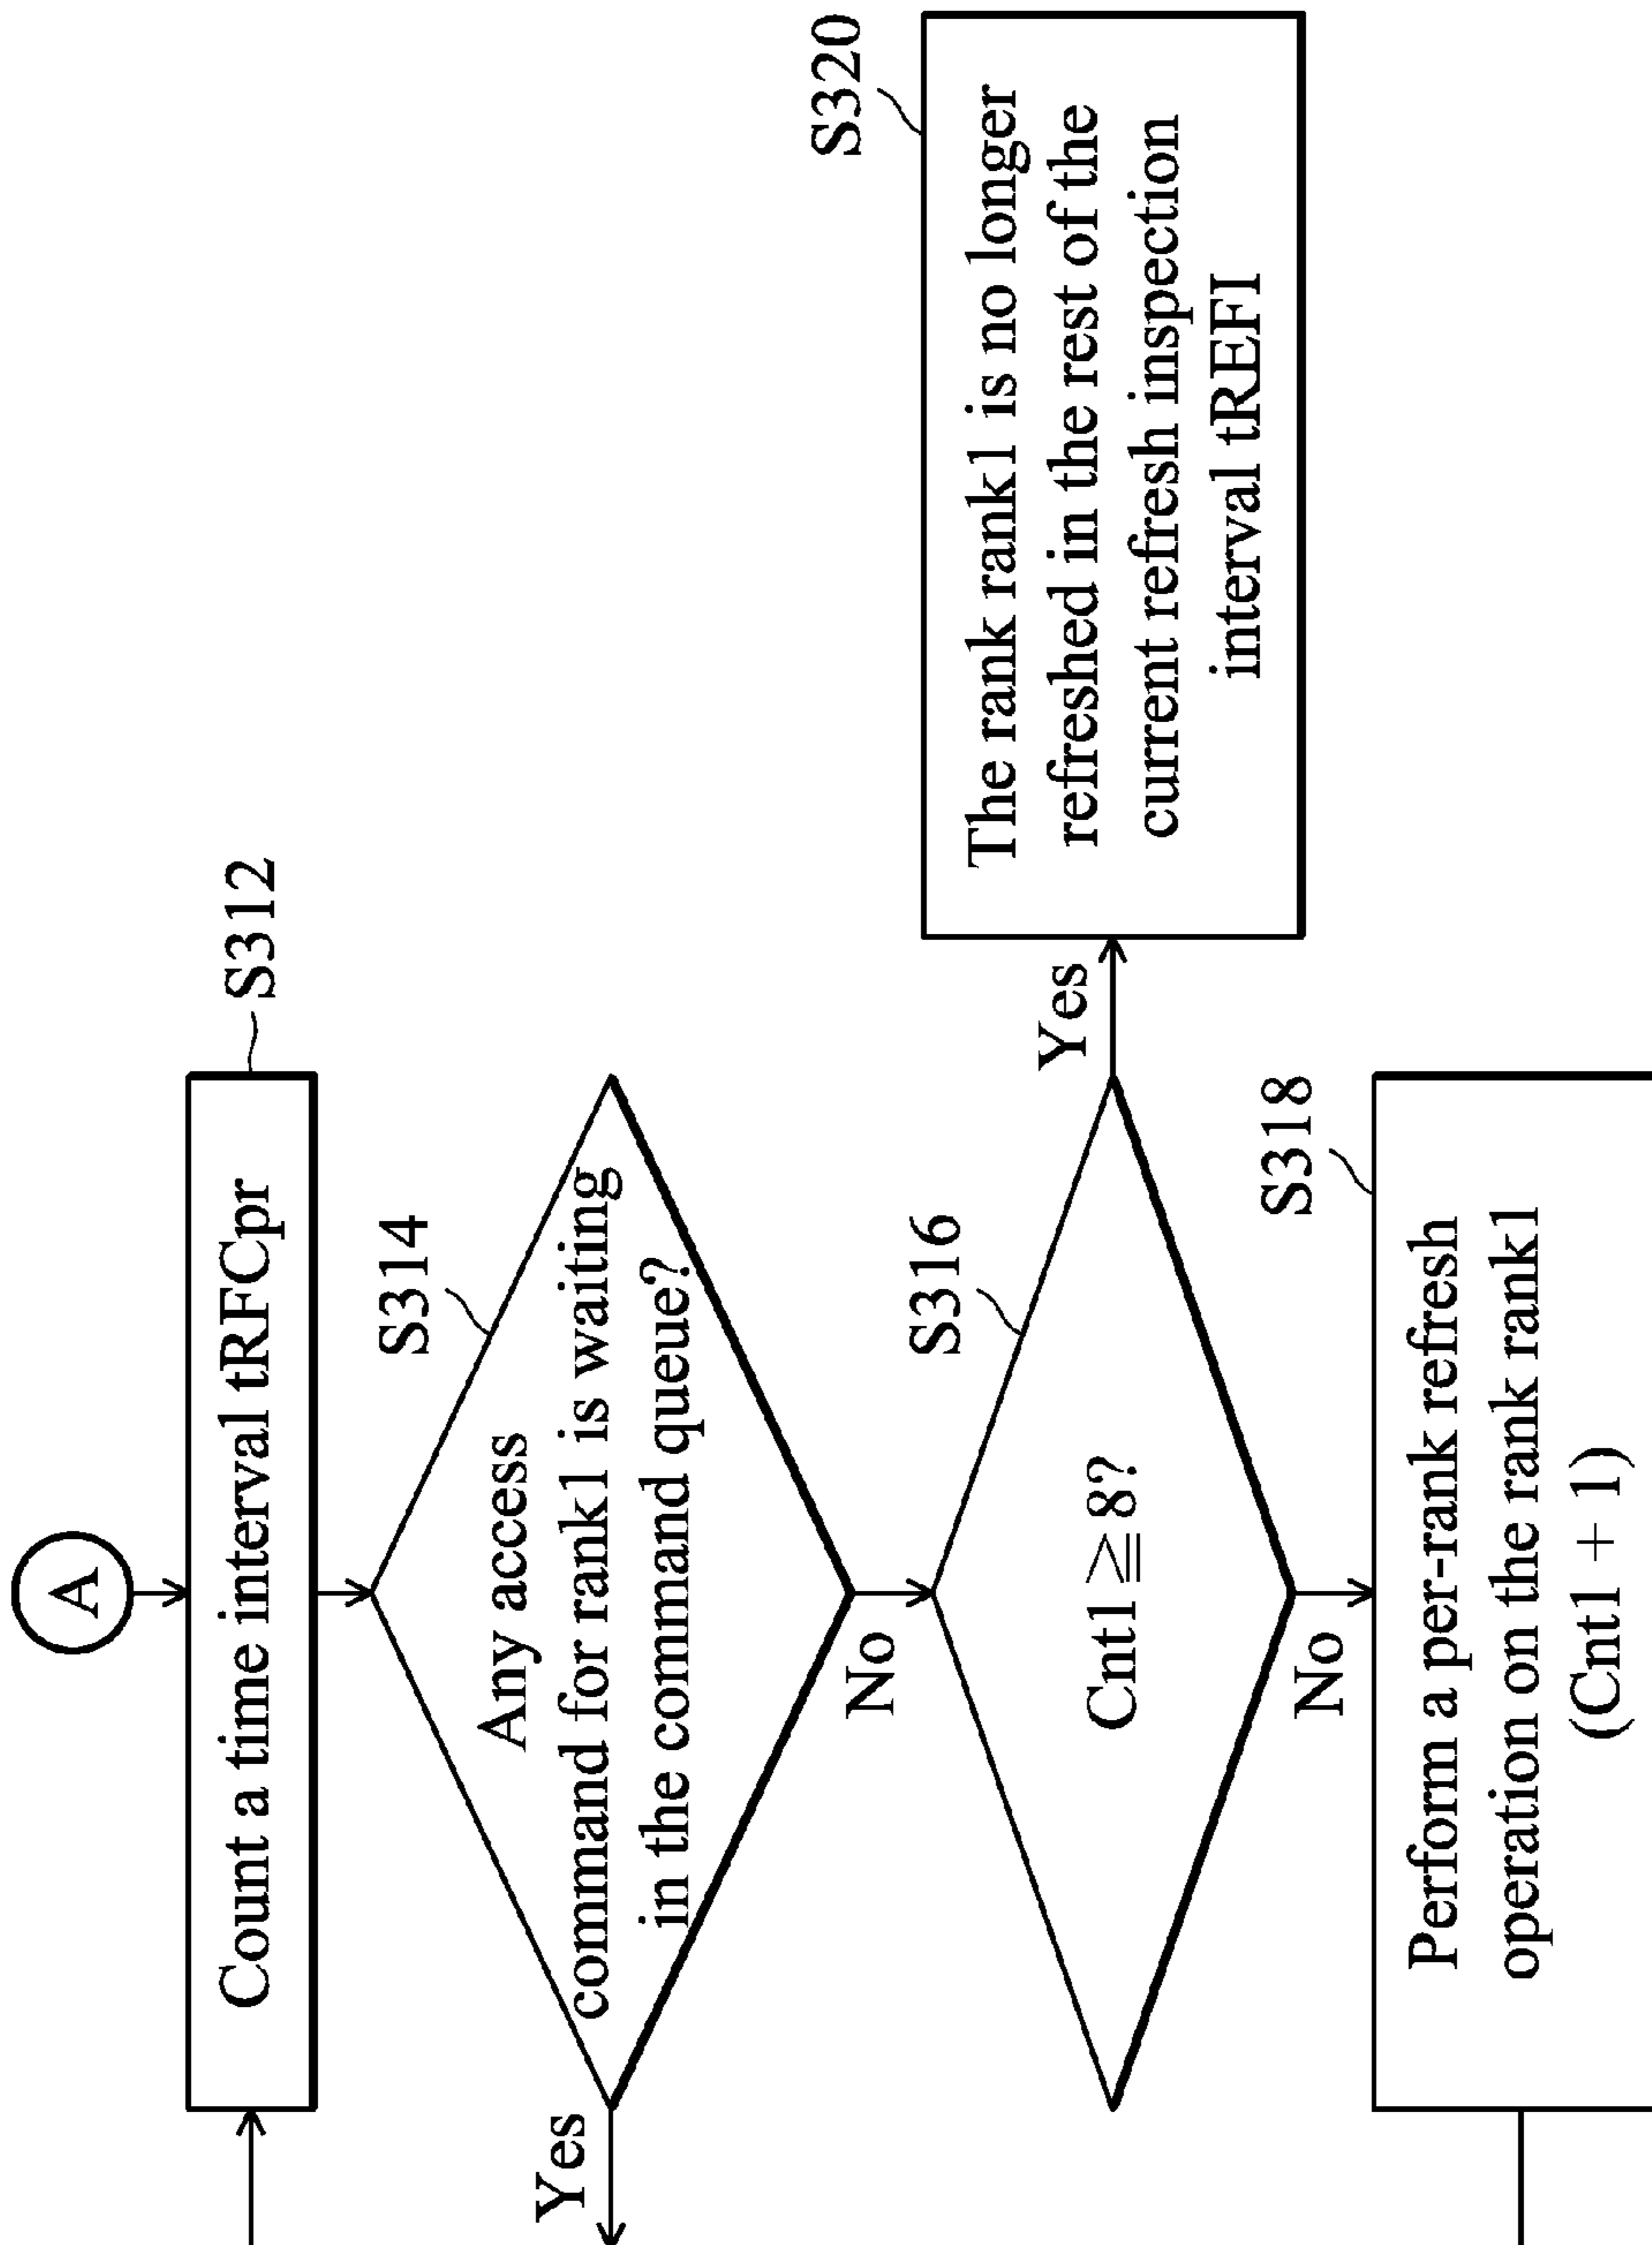 A
Count a time interval tRFCpr
S312
S314
Any access
command for rank1 is waiting
in the command queue?
Yes
No
S316
Cnt1 ≧8?
Yes
No
S320
The rank rank1 is no longer
refreshed in the rest of the
current refresh inspection
interval tREFI
S318
Perform a per-rank refresh
operation on the rank rank1
(Cnt1 + 1)